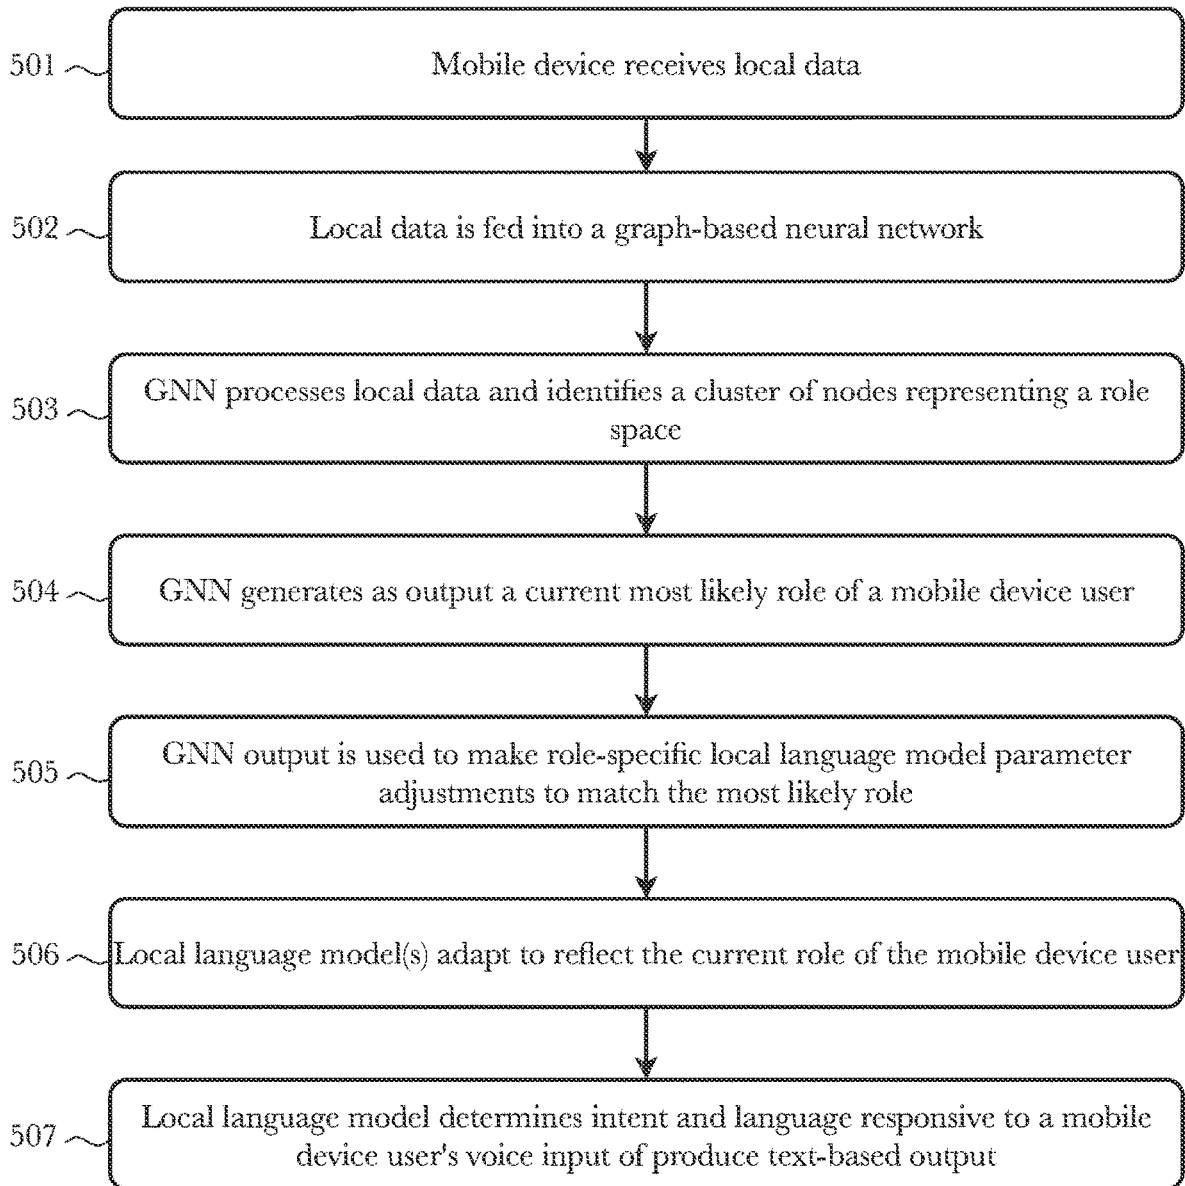 501
Mobile device receives local data
502
Local data is fed into a graph-based neural network
503
GNN processes local data and identifies a cluster of nodes representing a role
space
504
GNN generates as output a current most likely role of a mobile device user
505
GNN output is used to make role-specific local language model parameter
adjustments to match the most likely role
506
Local language model(s) adapt to reflect the current role of the mobile device user
507
Local language model determines intent and language responsive to a mobile
device user's voice input of produce text-based output